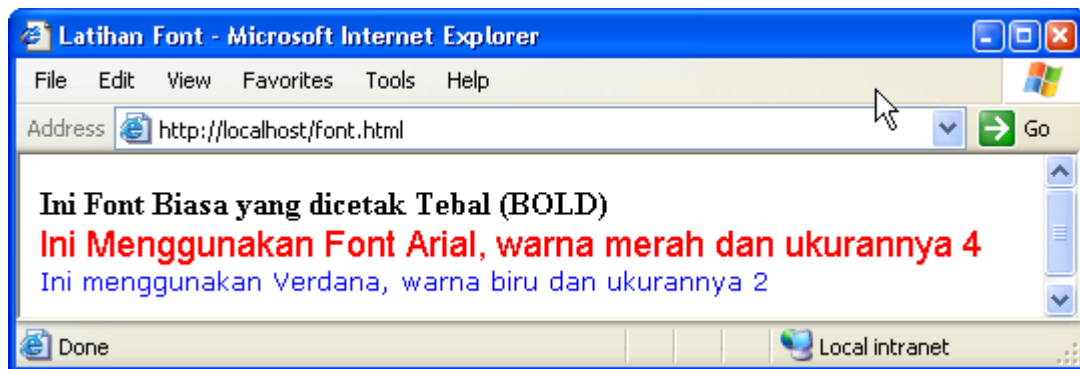 Latihan Font - Microsoft Internet Explorer
File Edit View Favorites Tools Help
Address http://localhost/font.html Go
Ini Font Biasa yang dicetak Tebal (BOLD)
Ini Menggunakan Font Arial, warna merah dan ukurannya 4
Ini menggunakan Verdana, warna biru dan ukurannya 2
Done Local intranet